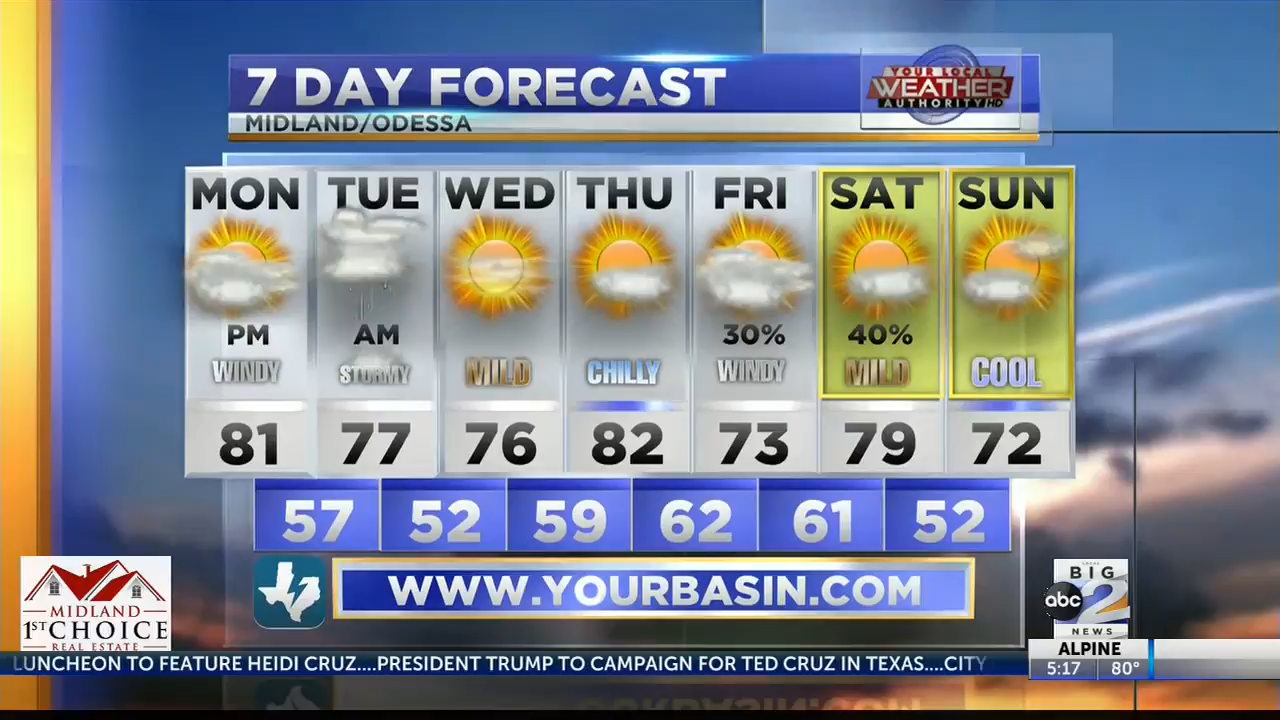 7 DAY FORECAST
MIDLAND/ODESSA
YOUR LOCAL
WEATHER
AUTHORITY HD
MON TUE WED THU FRI SAT SUN
PM AM 30% 40%
WINDY STORMY MILD CHILLY WINDY MILD COOL
81 77 76 82 73 79 72
57 52 59 62 61 52
WWW.YOURBASIN.COM
MIDLAND
1ST CHOICE
REAL ESTATE
LOCAL
BIG
abc 2
NEWS
LUNCHEON TO FEATURE HEIDI CRUZ....PRESIDENT TRUMP TO CAMPAIGN FOR TED CRUZ IN TEXAS....CITY
ALPINE
5:17 80°